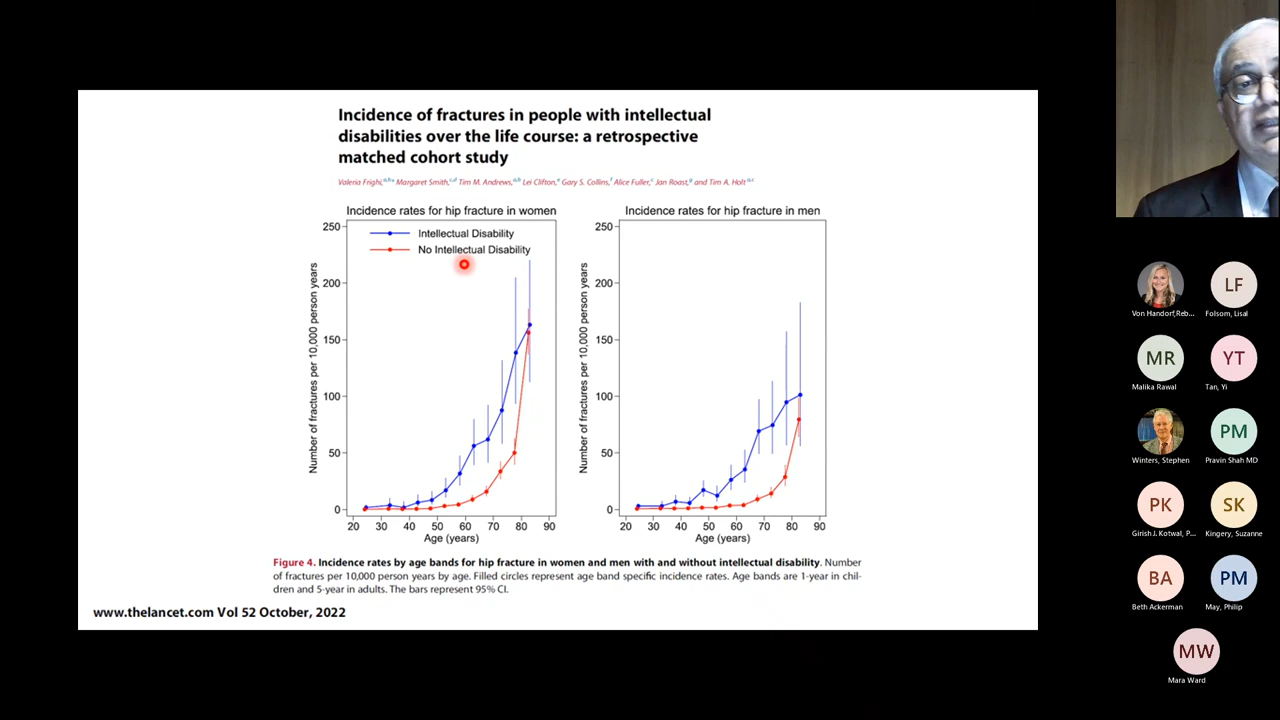 Incidence of fractures in people with intellectual
disabilities over the life course: a retrospective
matched cohort study
Valeria Frighi,a,b* Margaret Smith,c,d Tim M. Andrews,a,b Lei Clifton,e Gary S. Collins,f Alice Fuller,c Jan Roast,g and Tim A. Holt
Incidence rates for hip fracture in women
250
200
150
100
50
0
Number of fractures per 10,000 person years
Intellectual Disability
No Intellectual Disability
20 30 40 50 60 70 80 90
Age (years)
Incidence rates for hip fracture in men
250
200
150
100
50
0
Number of fractures per 10,000 person years
20 30 40 50 60 70 80 90
Age (years)
Figure 4. Incidence rates by age bands for hip fracture in women and men with and without intellectual disability. Number
of fractures per 10,000 person years by age. Filled circles represent age band specific incidence rates. Age bands are 1-year in chil-
dren and 5-year in adults. The bars represent 95% CI.
www.thelancet.com Vol 52 October, 2022
Von Handorf,Reb...
LF
Folsom, Lisal
MR
Malika Rawal
YT
Tan, Yi
Winters, Stephen
PM
Pravin Shah MD
PK
Girish J. Kotwal, P...
SK
Kingery, Suzanne
BA
Beth Ackerman
PM
May, Philip
MW
Mara Ward